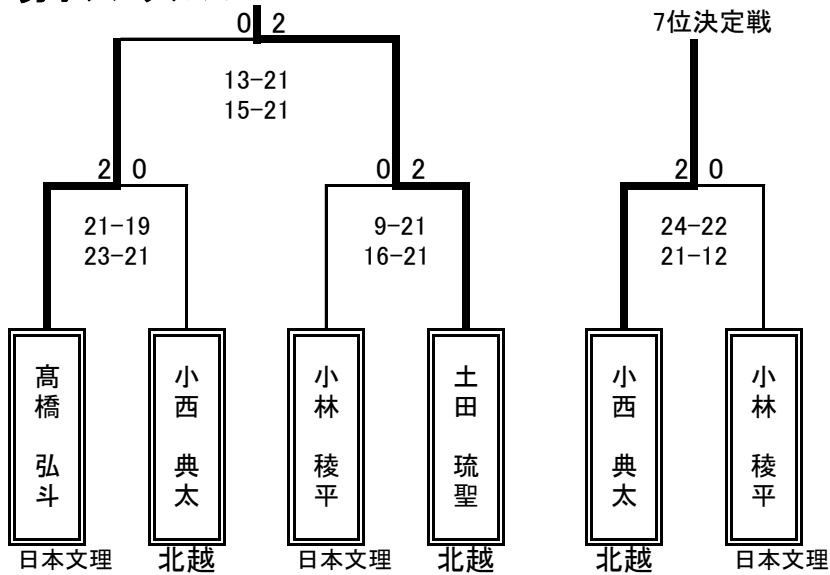 7位決定戦
0 2
13-21
15-21
2 0
0 2
2 0
21-19
23-21
9-21
16-21
24-22
21-12
髙橋 弘斗
小西 典太
小林 稜平
土田 琉聖
小西 典太
小林 稜平
日本文理
北越
日本文理
北越
北越
日本文理